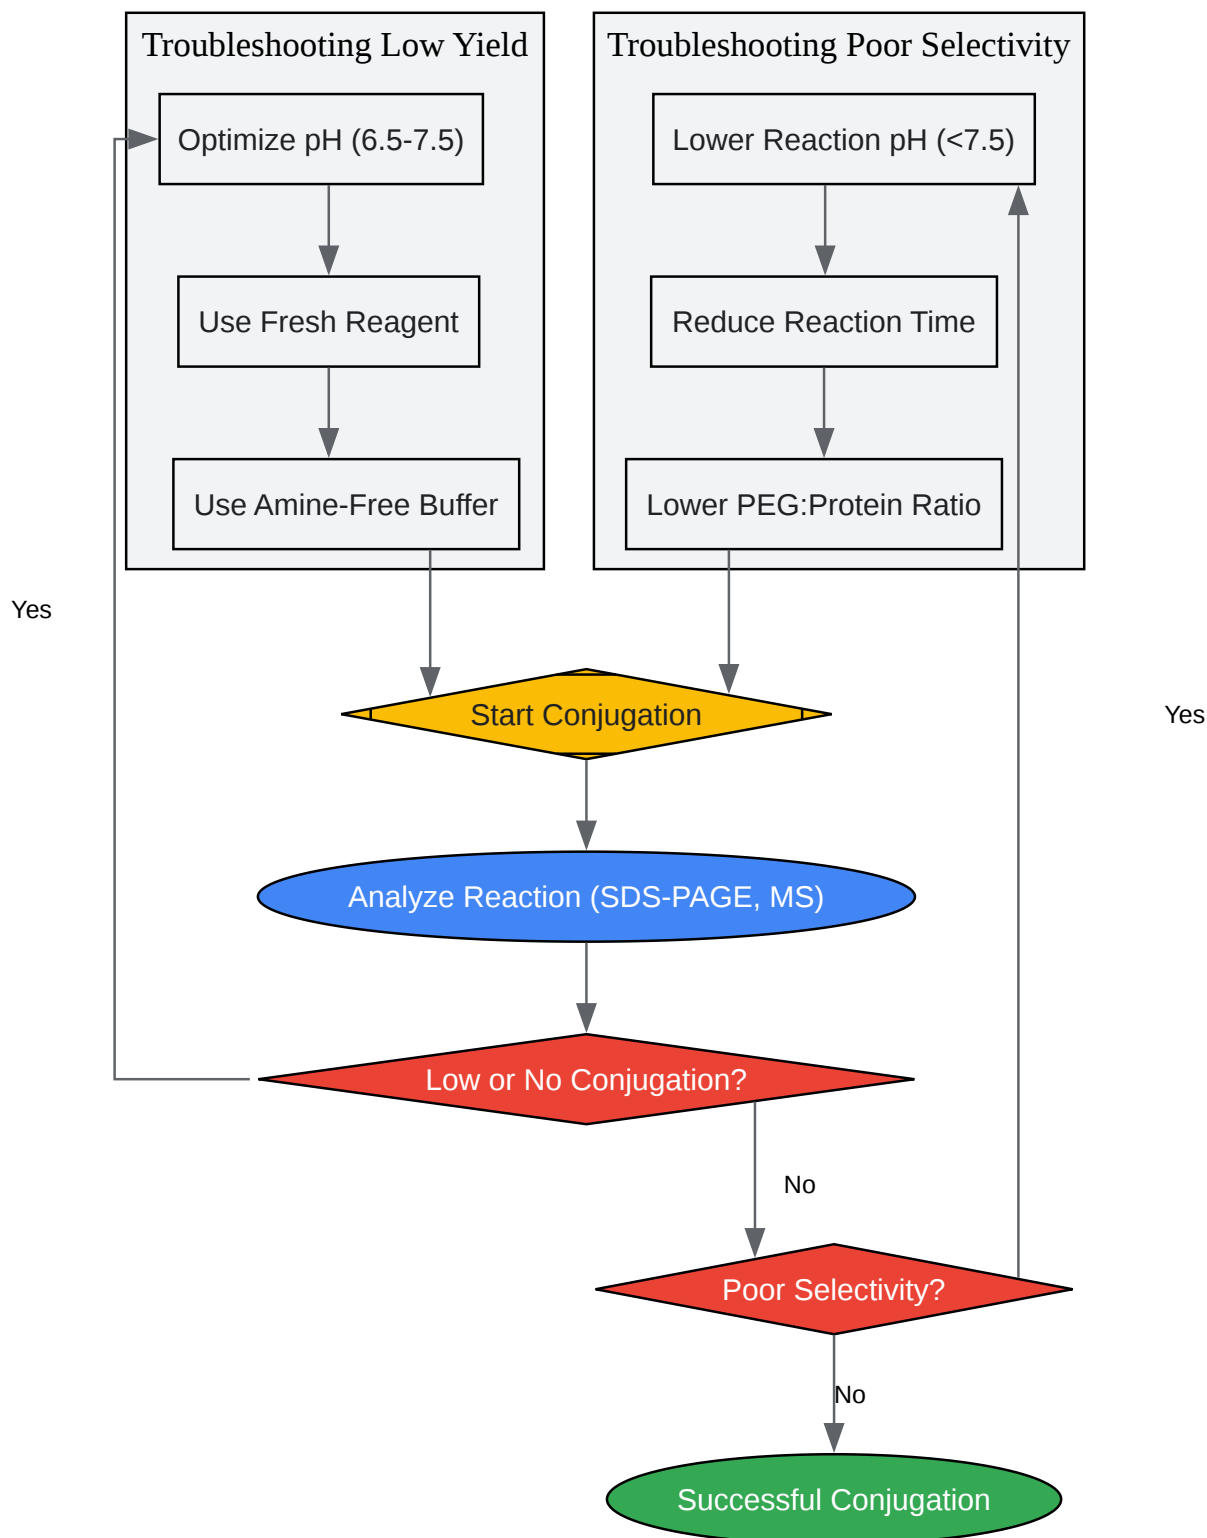 Troubleshooting Low Yield
Troubleshooting Poor Selectivity
Optimize pH (6.5-7.5)
Lower Reaction pH (<7.5)
Use Fresh Reagent
Reduce Reaction Time
Use Amine-Free Buffer
Lower PEG:Protein Ratio
Yes
Start Conjugation
Yes
Analyze Reaction (SDS-PAGE, MS)
Low or No Conjugation?
No
Poor Selectivity?
No
Successful Conjugation